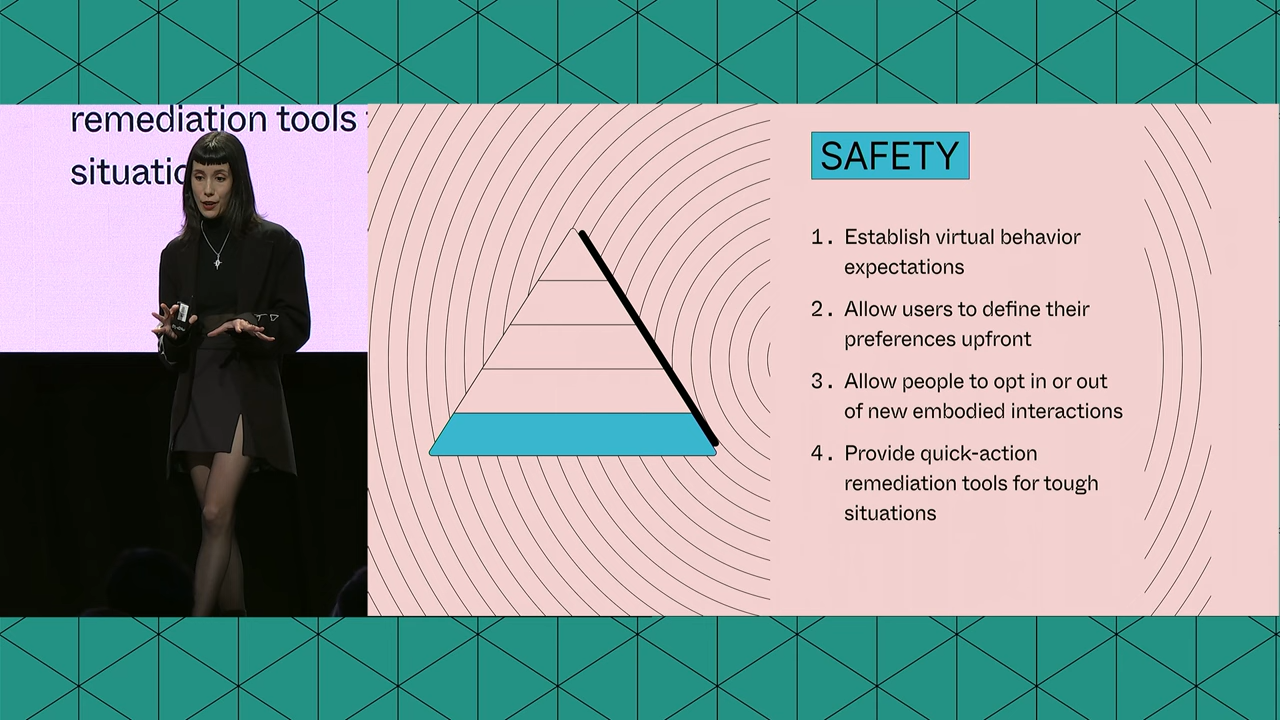 remediation tools
SAFETY
1. Establish virtual behavior
expectations
2. Allow users to define their
preferences upfront
3. Allow people to opt in or out
of new embodied interactions
4. Provide quick-action
remediation tools for tough
situations